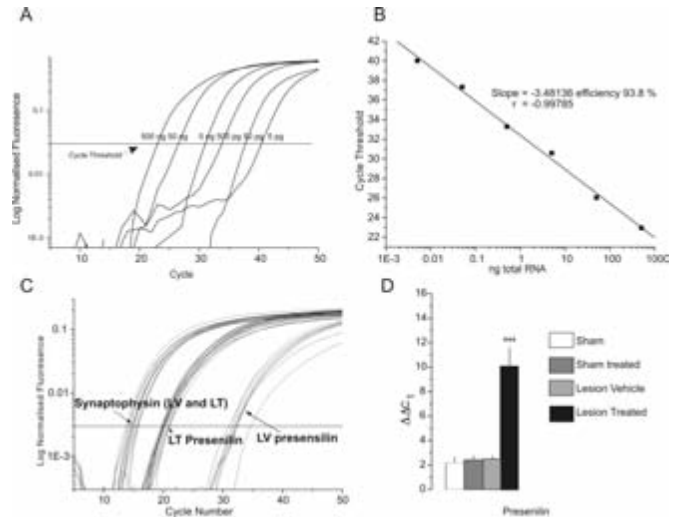 A
Log Normalised Fluorescence
0.1
0.01
1E-3
500 ng 50 ng 5 ng 500 pg 50 pg 5 pg
Cycle Threshold
10 20 30 40 50
Cycle
B
Cycle Threshold
42
40
38
36
34
32
30
28
26
24
22
Slope = -3.48136 efficiency 93.8 %
r = -0.99785
1E-3 0.01 0.1 1 10 100 1000
ng total RNA
C
Log Normalised Fluorescence
0.1
0.01
1E-3
Synaptophysin (LV and LT)
LT Presenilin
LV presensilin
10 20 30 40 50
Cycle Number
D
ΔΔC
16
14
12
10
8
6
4
2
0
***
Sham
Sham treated
Lesion Vehicle
Lesion Treated
Presenilin